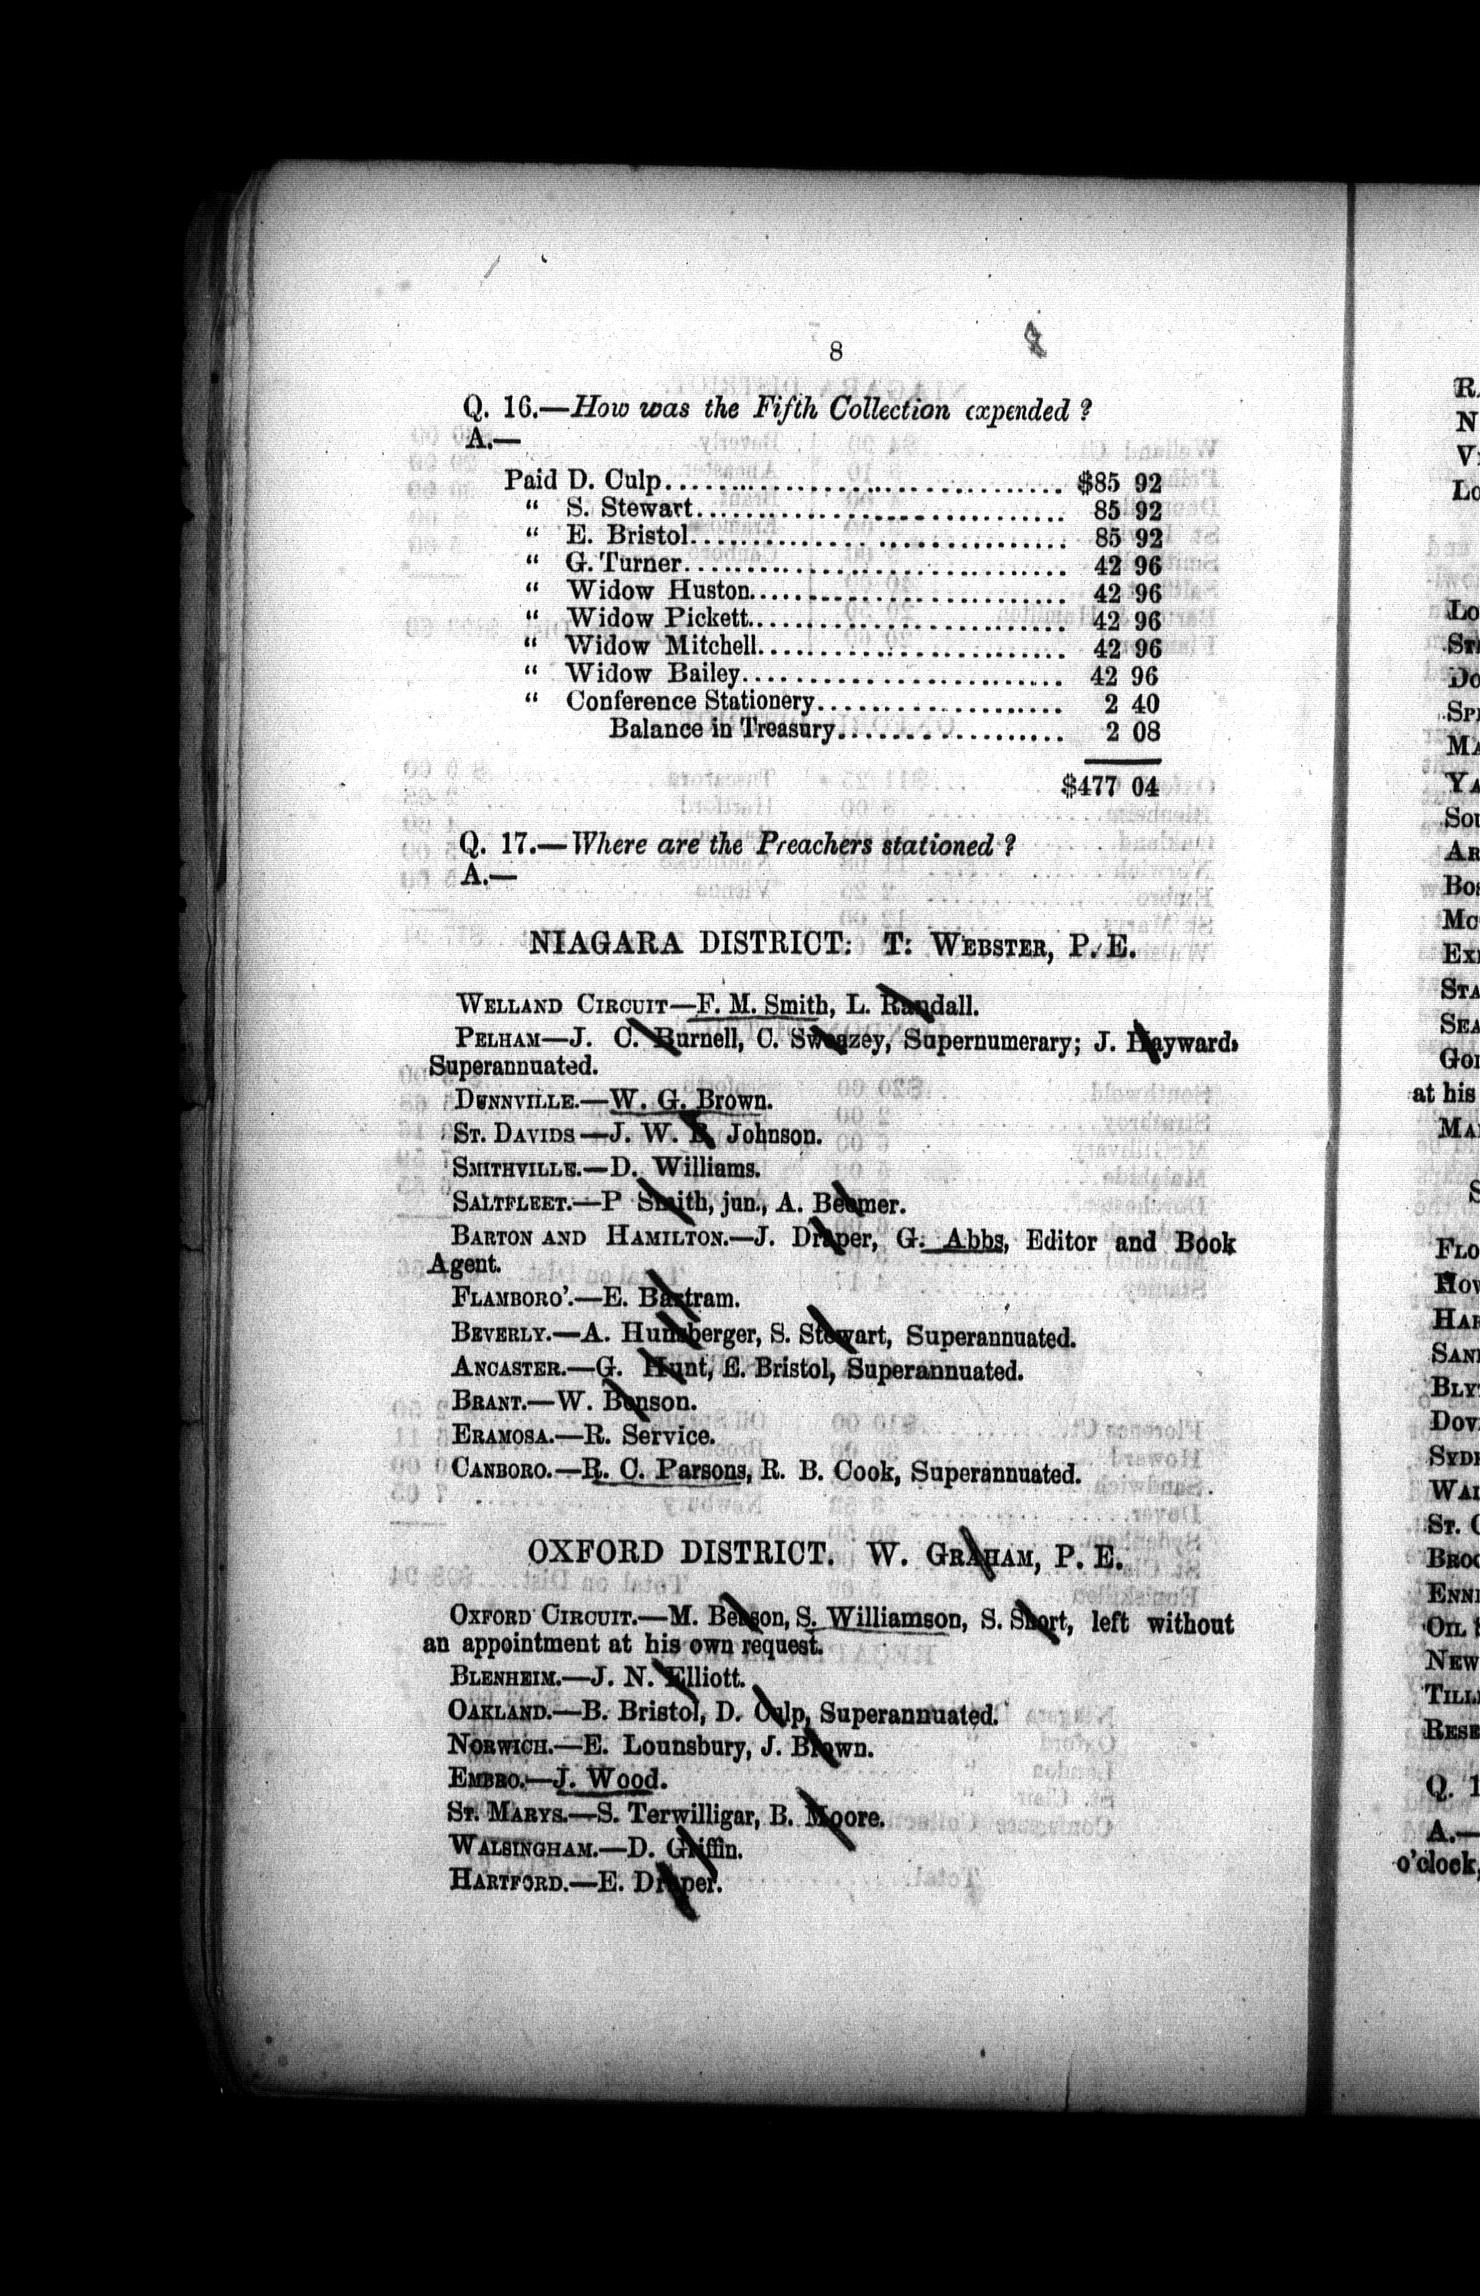 8
Q. 16.—How was the Fifth Collection expended ?
A.—
Paid D. Culp................................ $85 92
“ S. Stewart.............................. 85 92
“ E. Bristol............................... 85 92
“ G. Turner............................... 42 96
“ Widow Huston.......................... 42 96
“ Widow Pickett.......................... 42 96
“ Widow Mitchell......................... 42 96
“ Widow Bailey.......................... 42 96
“ Conference Stationery................... 2 40
Balance in Treasury................. 2 08
$477 04
Q. 17.—Where are the Preachers stationed ?
A.—
NIAGARA DISTRICT: T: WEBSTER, P. E.
WELLAND CIRCUIT—F. M. Smith, L. Randall.
PELHAM—J. C. Burnell, C. Sweazey, Supernumerary; J. Hayward.
Superannuated.
DUNNVILLE.—W. G. Brown.
ST. DAVIDS—J. W. Johnson.
SMITHVILLE.—D. Williams.
SALTFLEET.—P Smith, jun., A. Beemer.
BARTON AND HAMILTON.—J. Draper, G. Abbs, Editor and Book
Agent.
FLAMBORO’.—E. Bartram.
BEVERLY.—A. Hunsberger, S. Stewart, Superannuated.
ANCASTER.—G. Hunt, E. Bristol, Superannuated.
BRANT.—W. Benson.
ERAMOSA.—R. Service.
CANBORO.—R. C. Parsons, R. B. Cook, Superannuated.
OXFORD DISTRICT. W. GRAHAM, P. E.
OXFORD CIRCUIT.—M. Benson, S. Williamson, S. Short, left without
an appointment at his own request.
BLENHEIM.—J. N. Elliott.
OAKLAND.—B. Bristol, D. Culp, Superannuated.
NORWICH.—E. Lounsbury, J. Brown.
EMBRO.—J. Wood.
ST. MARYS.—S. Terwilligar, B. Moore.
WALSINGHAM.—D. Griffin.
HARTFORD.—E. Draper.
at his
Q. 1
A.—
o’clock,